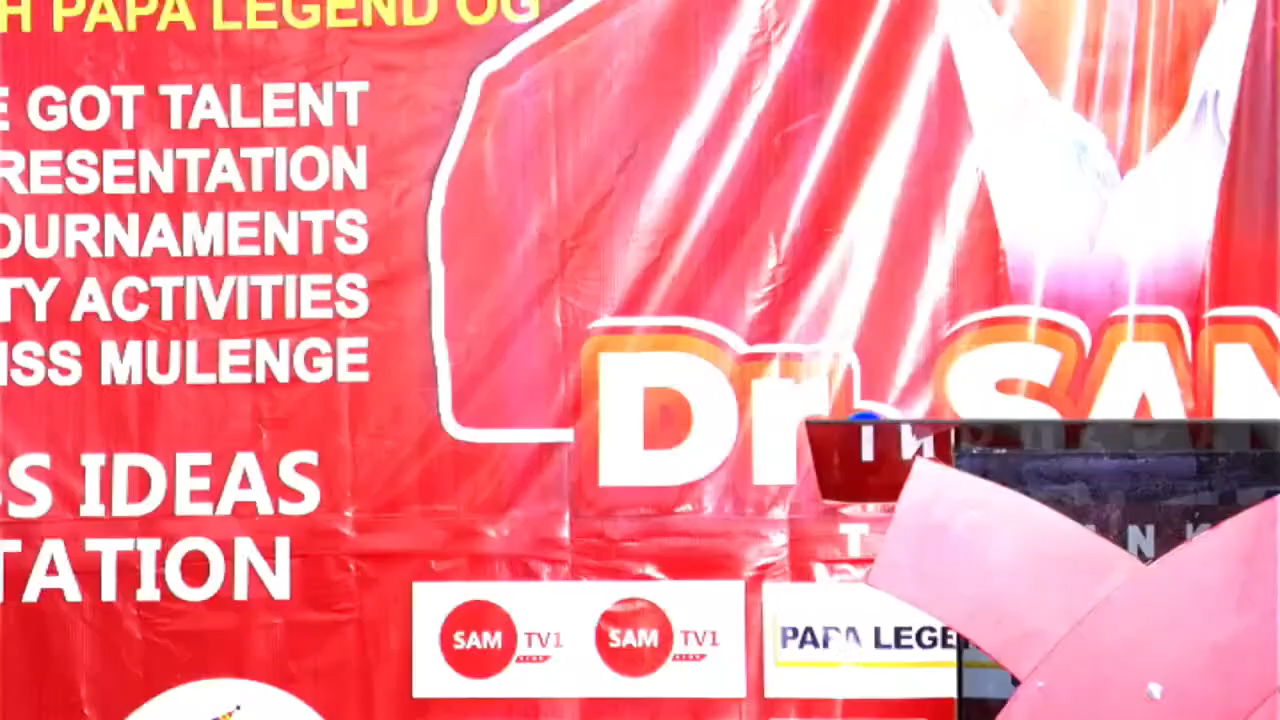 H PAPA LEGEND OG
E GOT TALENT
RESENTATION
OURNAMENTS
TY ACTIVITIES
ISS MULENGE
Dr. SAM
S IDEAS
TATION
SAM TV1
SAM TV1
PAPA LEGE